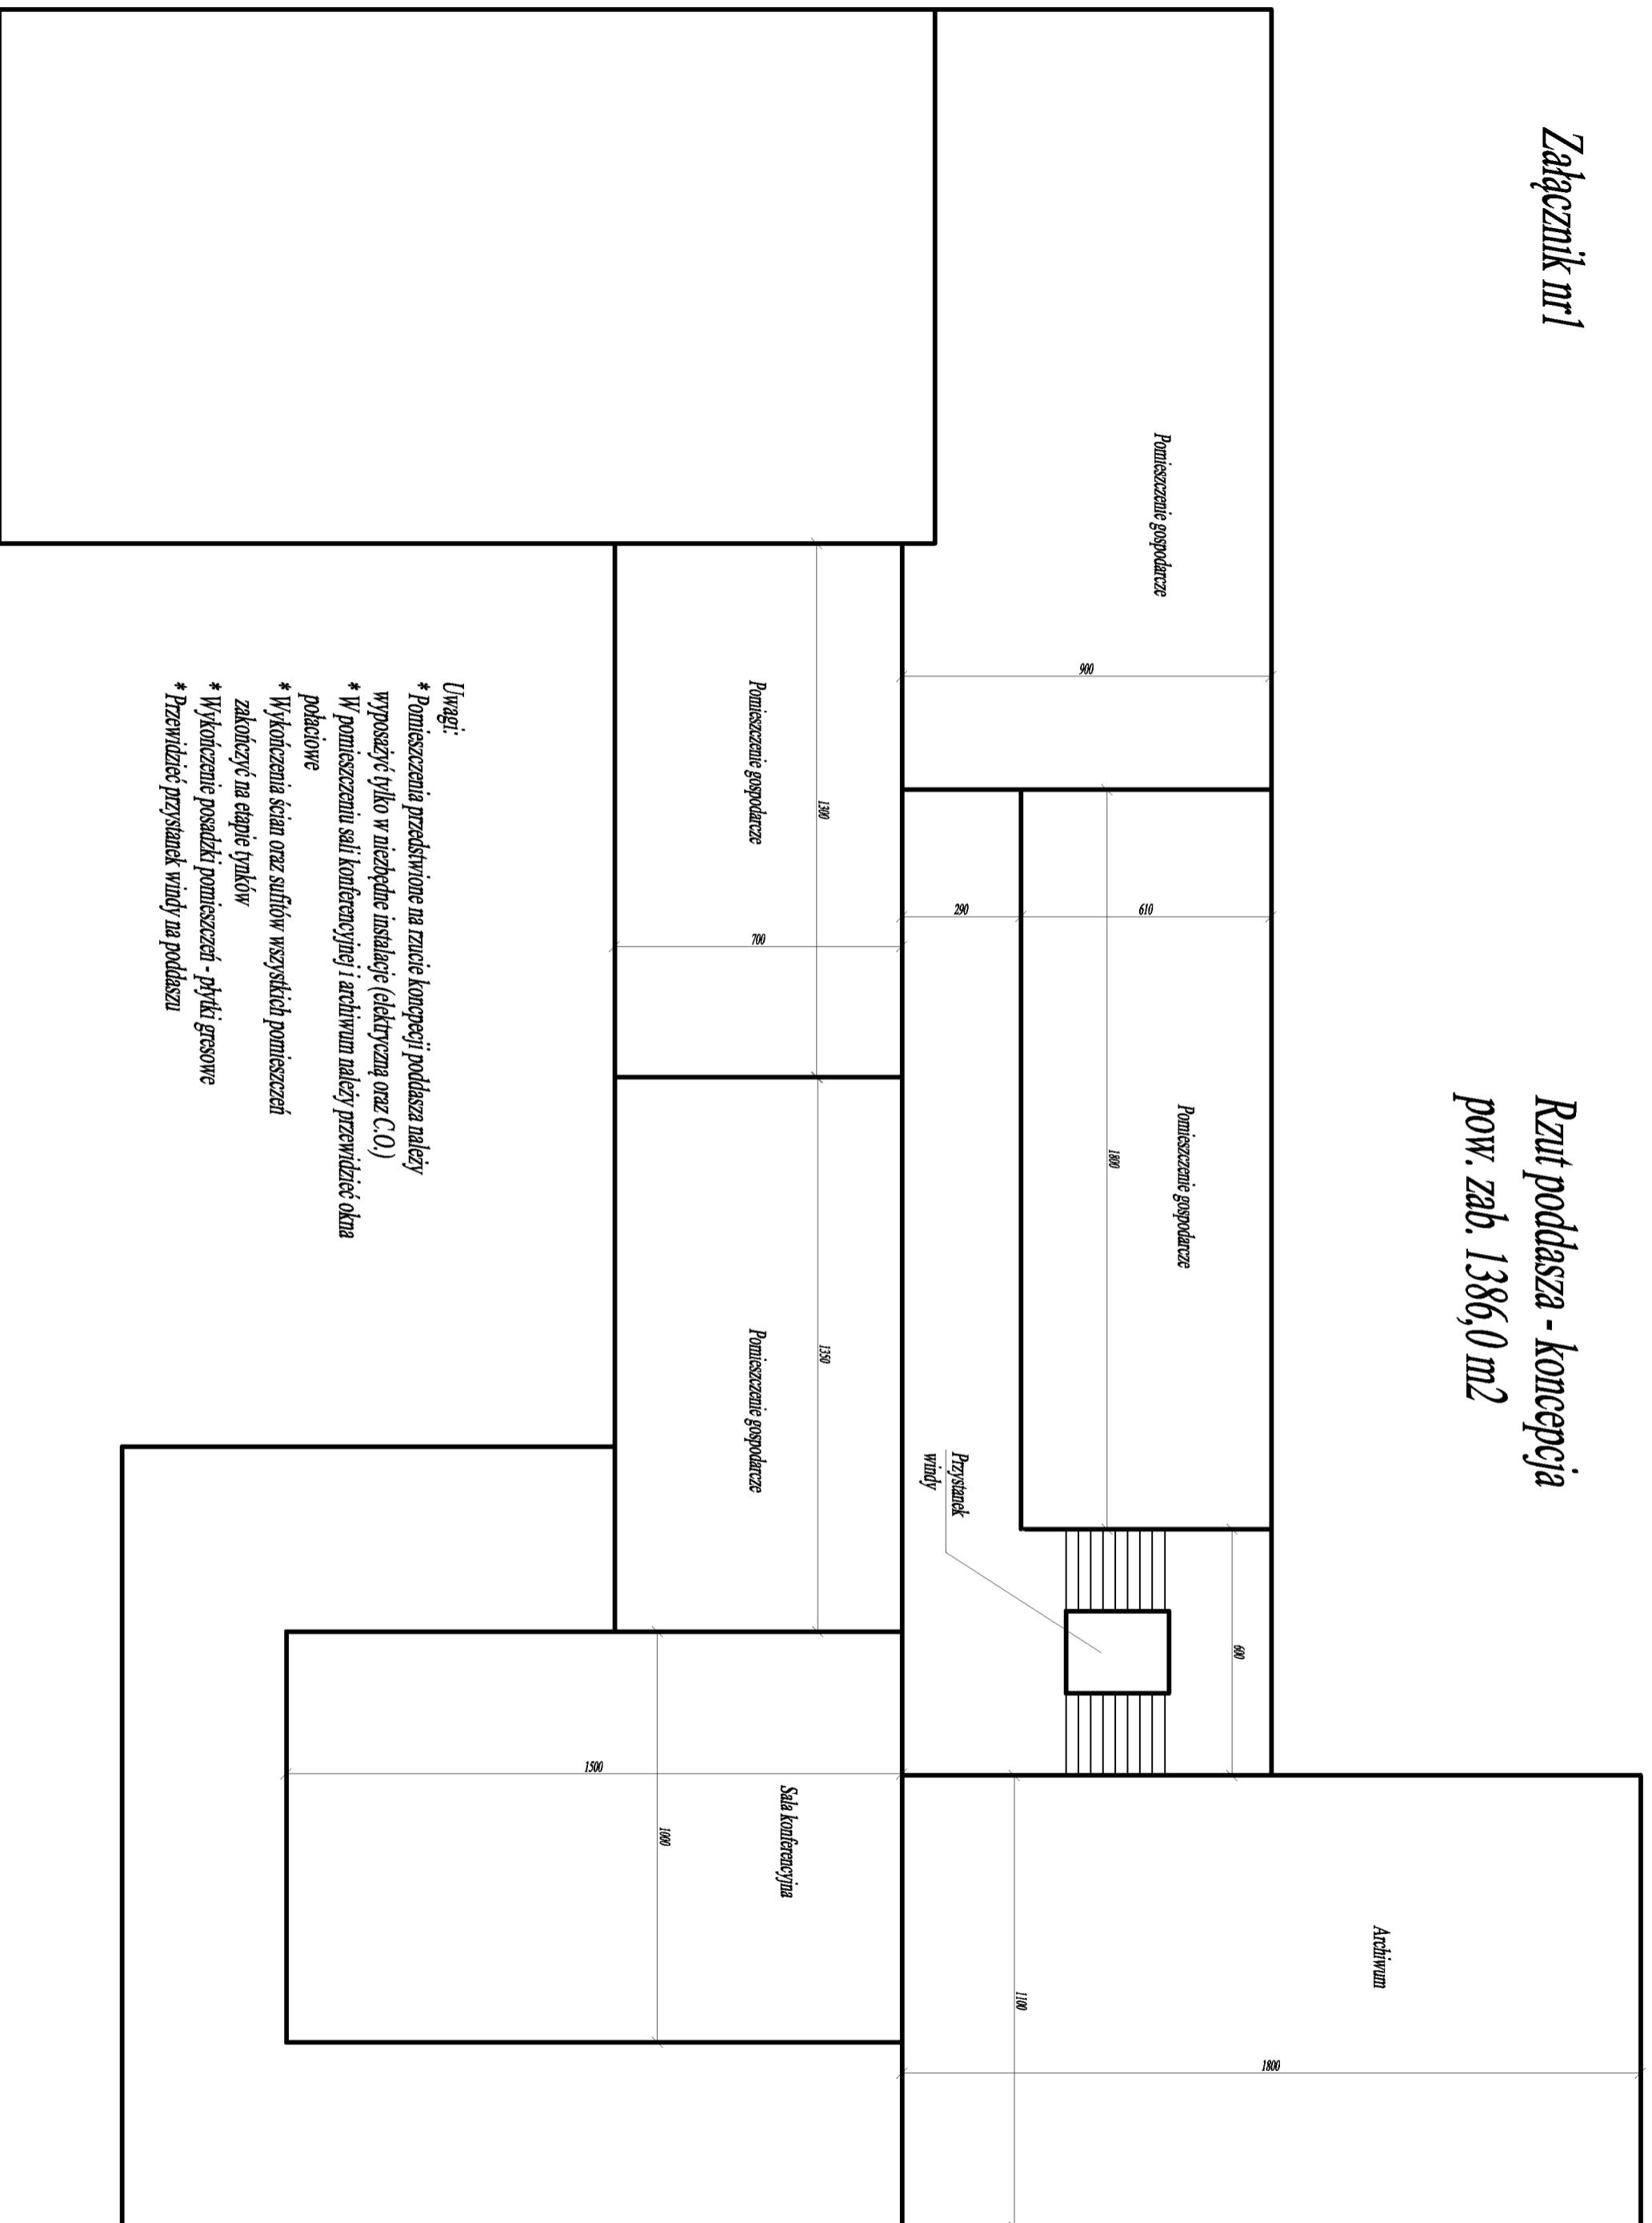 Załącznik nr1
Rzut poddasza - koncepcja
pow. zab. 1386,0 m2
Archiwum
1800
1100
600
Pomieszczenie gospodarcze
1800
610
290
Pomieszczenie gospodarcze
900
Przystanek
windy
Sala konferencyjna
1000
1500
Pomieszczenie gospodarcze
1300
700
Pomieszczenie gospodarcze
1350
Uwagi:
* Pomieszczenia przedstwione na rzucie koncpecji poddasza należy
wyposażyć tylko w niezbędne instalacje (elektryczną oraz C.O.)
* W pomieszczeniu sali konferencyjnej i archiwum należy przewidzieć okna
połaciowe
* Wykończenia ścian oraz sufitów wszystkich pomieszczeń
zakończyć na etapie tynków
* Wykończenie posadzki pomieszczeń - płytki gresowe
* Przewidzieć przystanek windy na poddaszu